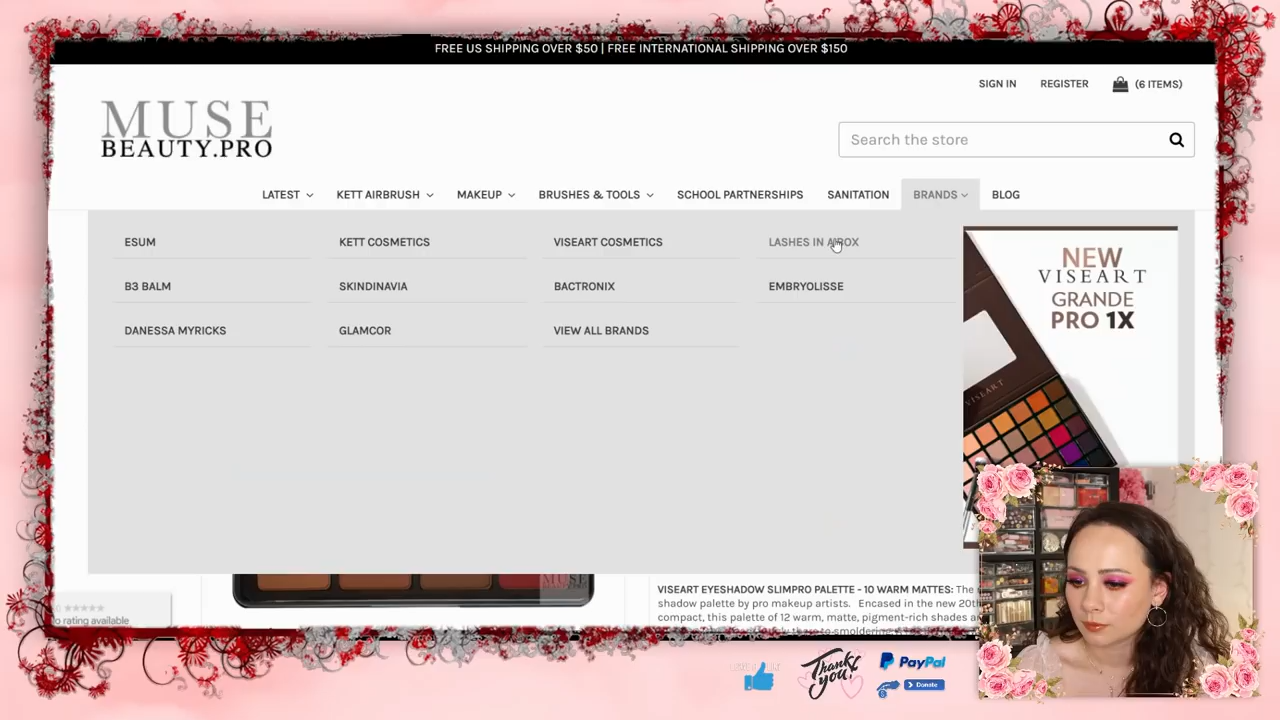 FREE US SHIPPING OVER $50 | FREE INTERNATIONAL SHIPPING OVER $150
SIGN IN REGISTER (6 ITEMS)
MUSE
BEAUTY.PRO
Search the store
LATEST KETT AIRBRUSH MAKEUP BRUSHES & TOOLS SCHOOL PARTNERSHIPS SANITATION BRANDS BLOG
ESUM KETT COSMETICS VISEART COSMETICS LASHES IN A BOX
B3 BALM SKINDINAVIA BACTRONIX EMBRYOLISSE
DANESSA MYRICKS GLAMCOR VIEW ALL BRANDS
NEW
VISEART
GRANDE
PRO 1X
VISEART
MUSE
VISEART EYESHADOW SLIMPRO PALETTE - 10 WARM MATTES: The
shadow palette by pro makeup artists. Encased in the new 20th
compact, this palette of 12 warm, matte, pigment-rich shades
rating available
Thank
you!
PayPal
Donate